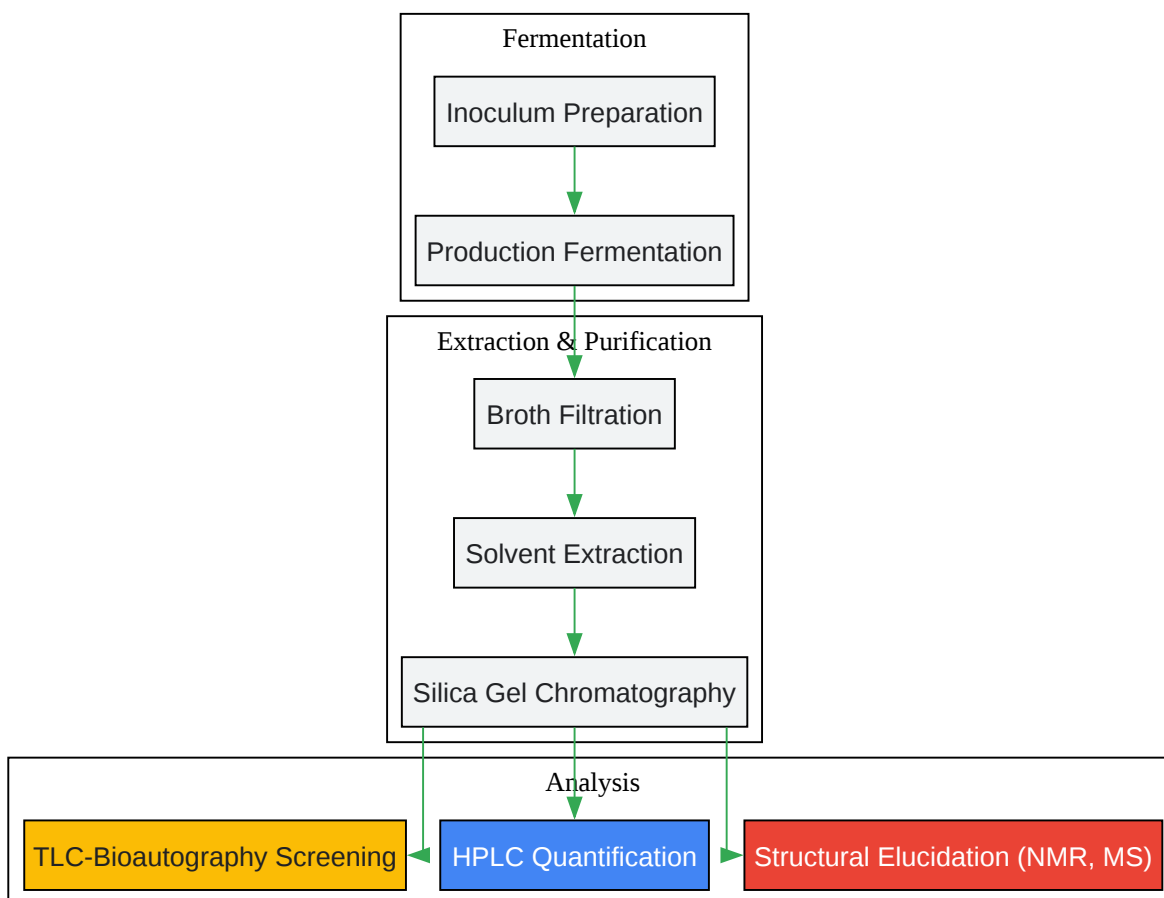 Fermentation
Inoculum Preparation
Production Fermentation
Extraction & Purification
Broth Filtration
Solvent Extraction
Silica Gel Chromatography
Analysis
TLC-Bioautography Screening
HPLC Quantification
Structural Elucidation (NMR, MS)